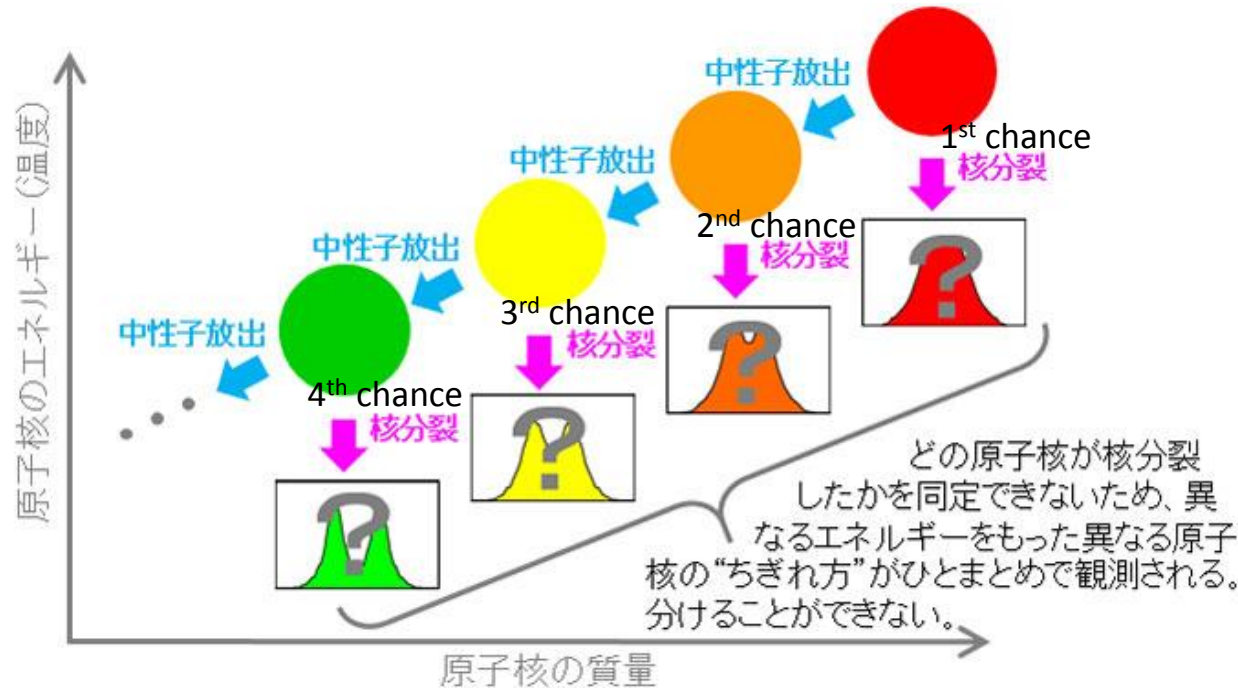 中性子放出
1st chance
核分裂
中性子放出
2nd chance
核分裂
?
中性子放出
3rd chance
核分裂
?
中性子放出
4th chance
核分裂
?
?
どの原子核が核分裂
したかを同定できないため、異
なるエネルギーをもった異なる原子
核の“ちぎれ方”がひとまとめで観測される。
分けることができない。
原子核のエネルギー(温度)
原子核の質量